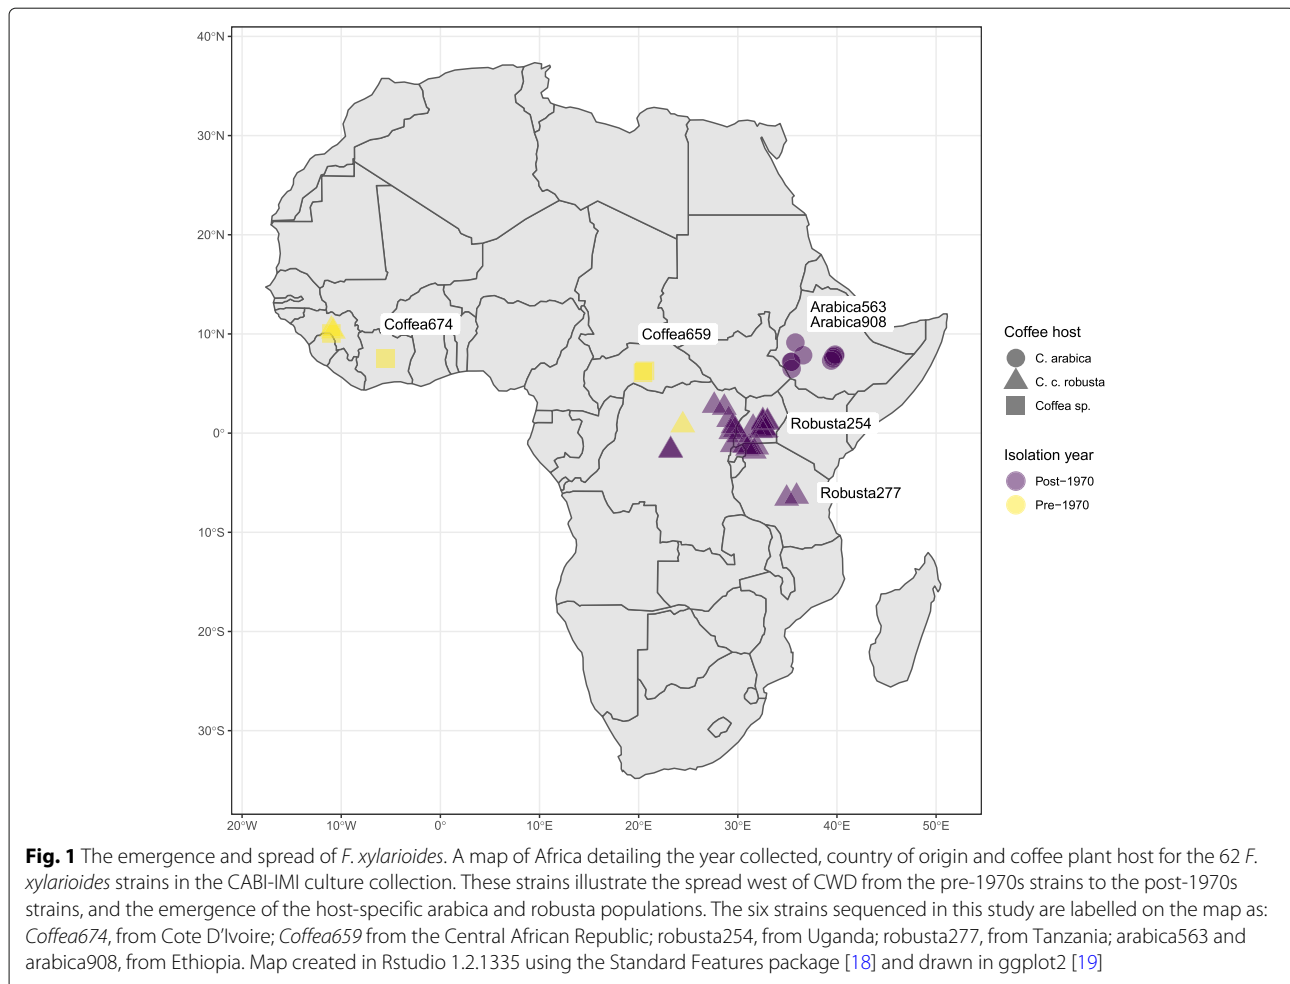 40°N
30°N
20°N
10°N
0°
10°S
20°S
30°S
20°W
10°W
0°
10°E
20°E
30°E
40°E
50°E
Coffea674
Coffea659
Arabica563
Arabica908
Robusta254
Robusta277
Coffee host
C. arabica
C. c. robusta
Coffea sp.
Isolation year
Post−1970
Pre−1970
Fig. 1 The emergence and spread of F. xylarioides. A map of Africa detailing the year collected, country of origin and coffee plant host for the 62 F.
xylarioides strains in the CABI-IMI culture collection. These strains illustrate the spread west of CWD from the pre-1970s strains to the post-1970s
strains, and the emergence of the host-specific arabica and robusta populations. The six strains sequenced in this study are labelled on the map as:
Coffea674, from Cote D'Ivoire; Coffea659 from the Central African Republic; robusta254, from Uganda; robusta277, from Tanzania; arabica563 and
arabica908, from Ethiopia. Map created in Rstudio 1.2.1335 using the Standard Features package [18] and drawn in ggplot2 [19]